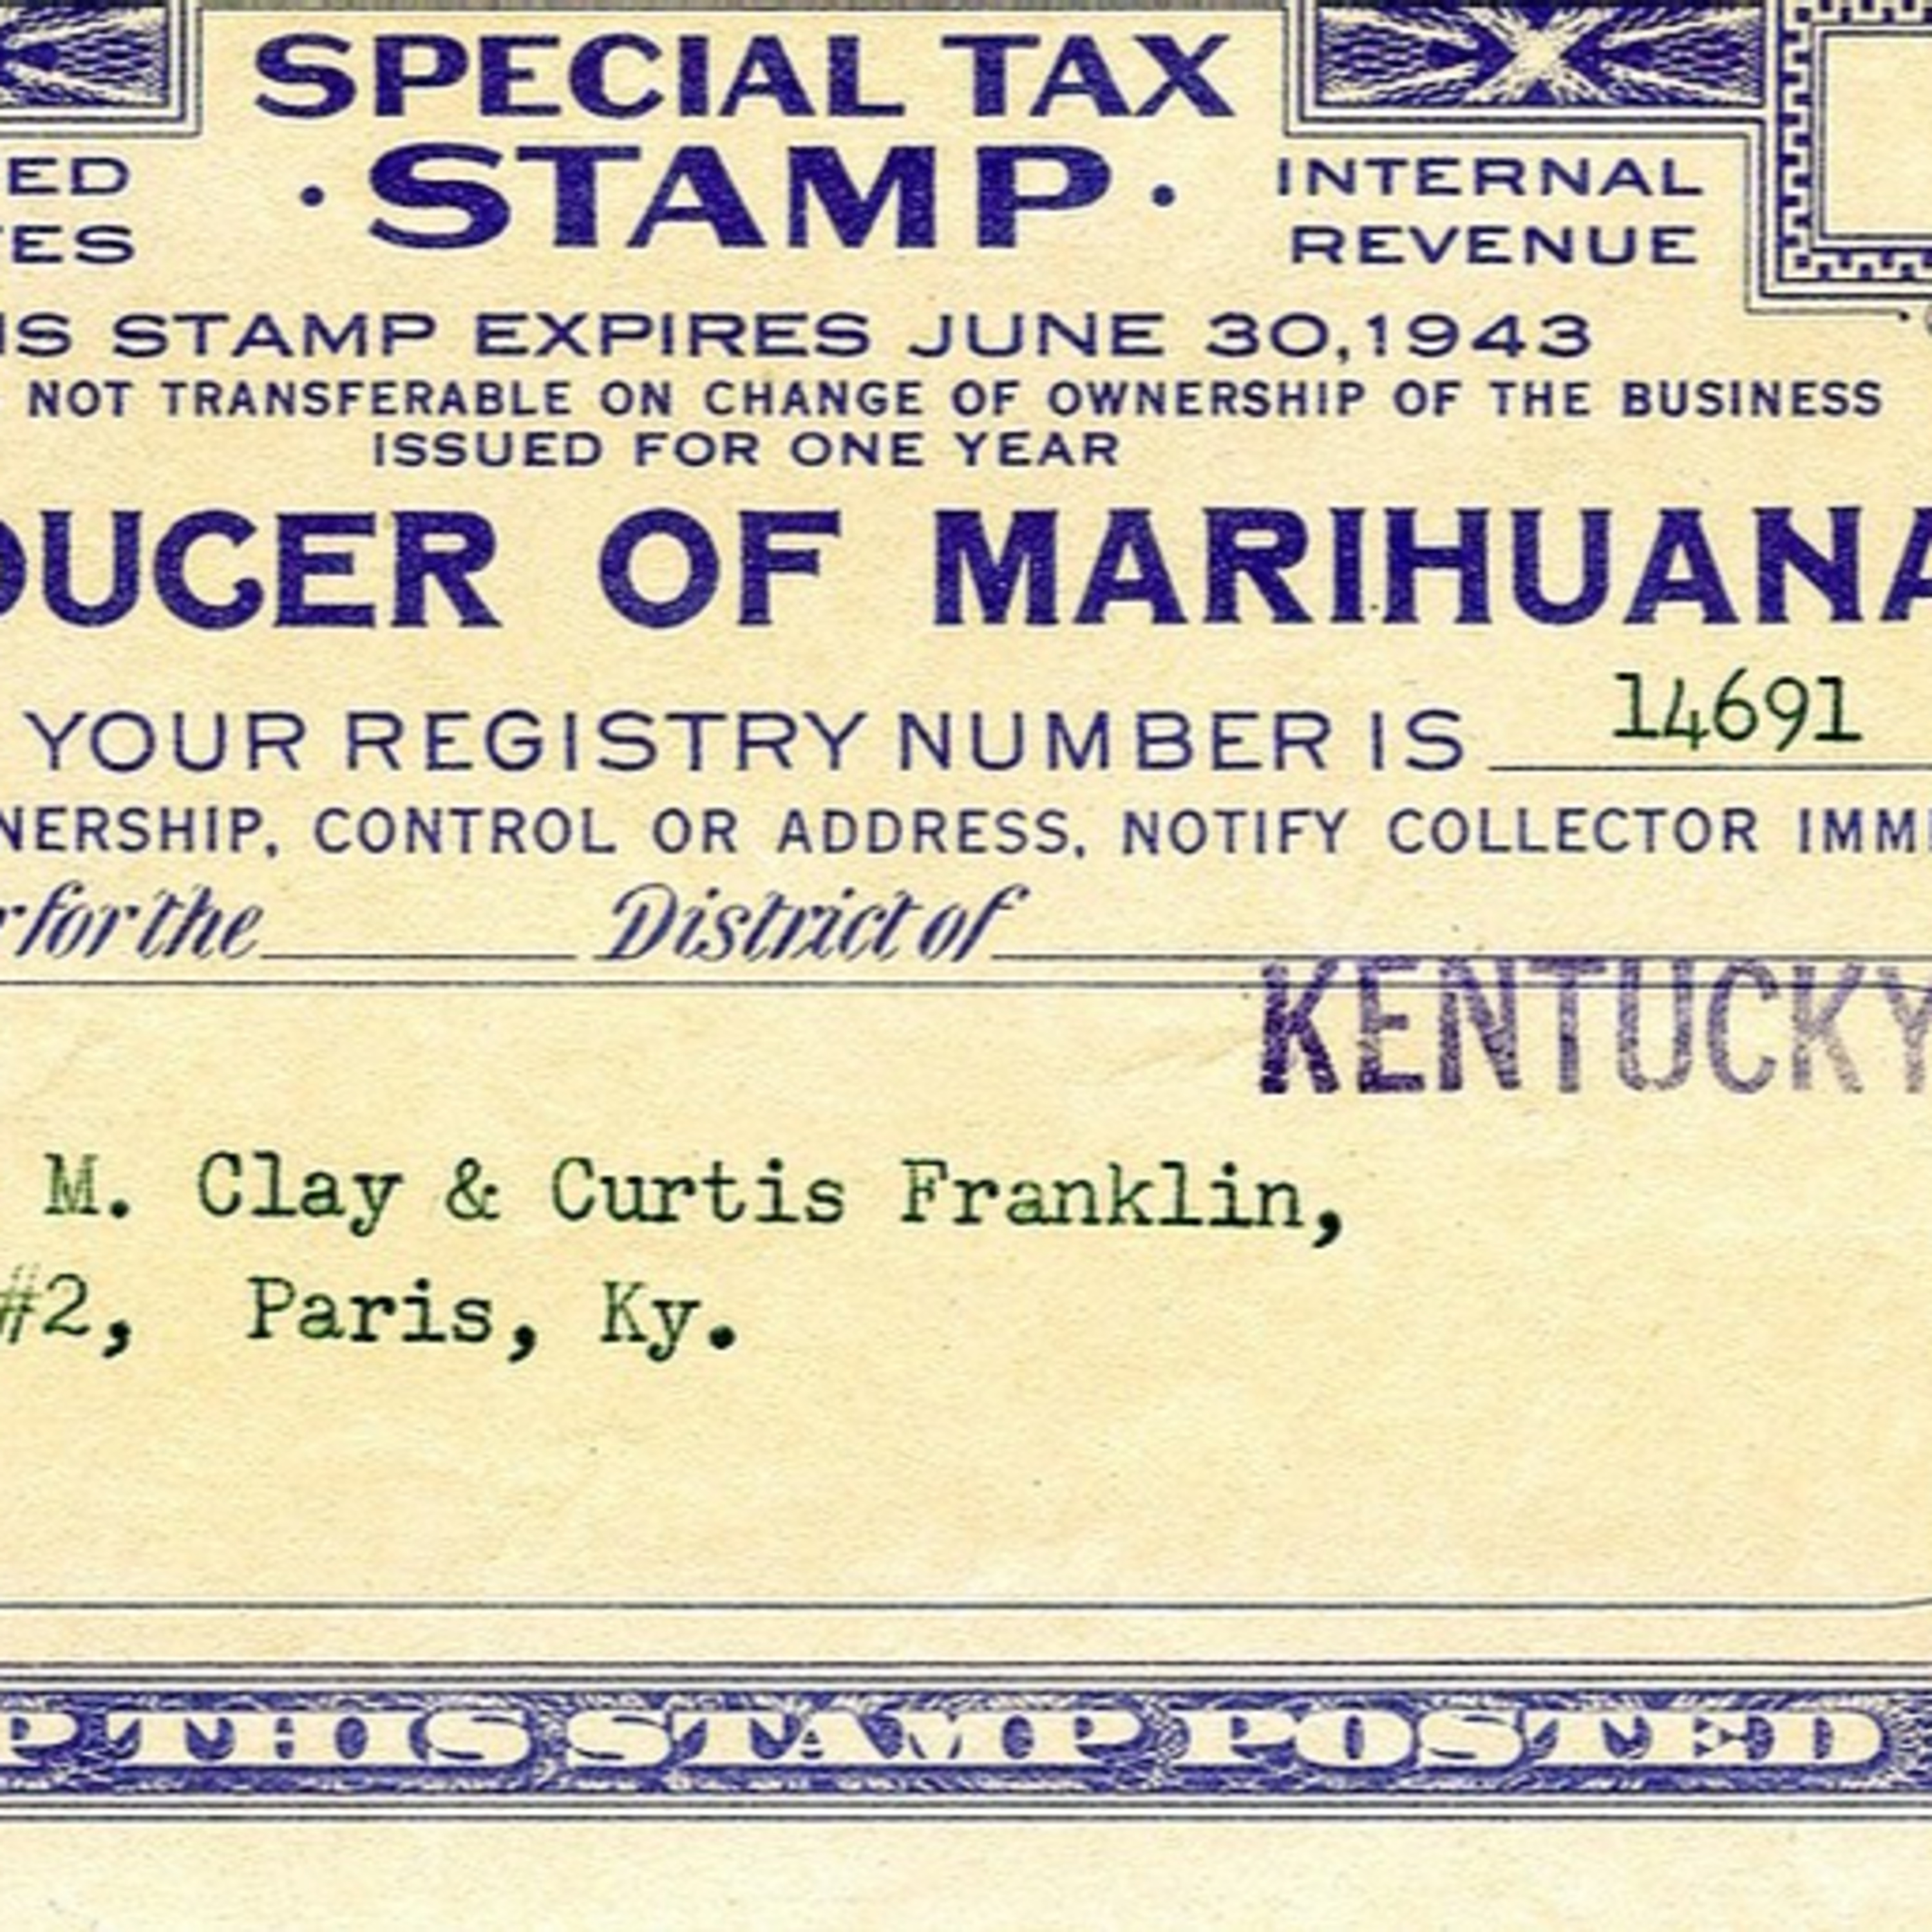 SPECIAL TAX
· STAMP ·
ED
TES
INTERNAL
REVENUE
IS STAMP EXPIRES JUNE 30,1943
NOT TRANSFERABLE ON CHANGE OF OWNERSHIP OF THE BUSINESS
ISSUED FOR ONE YEAR
DUCER OF MARIHUANA
YOUR REGISTRY NUMBER IS 14691
NERSHIP, CONTROL OR ADDRESS, NOTIFY COLLECTOR IMM
r for the District of
KENTUCKY
M. Clay & Curtis Franklin,
#2, Paris, Ky.
P THIS STAMP POSTED